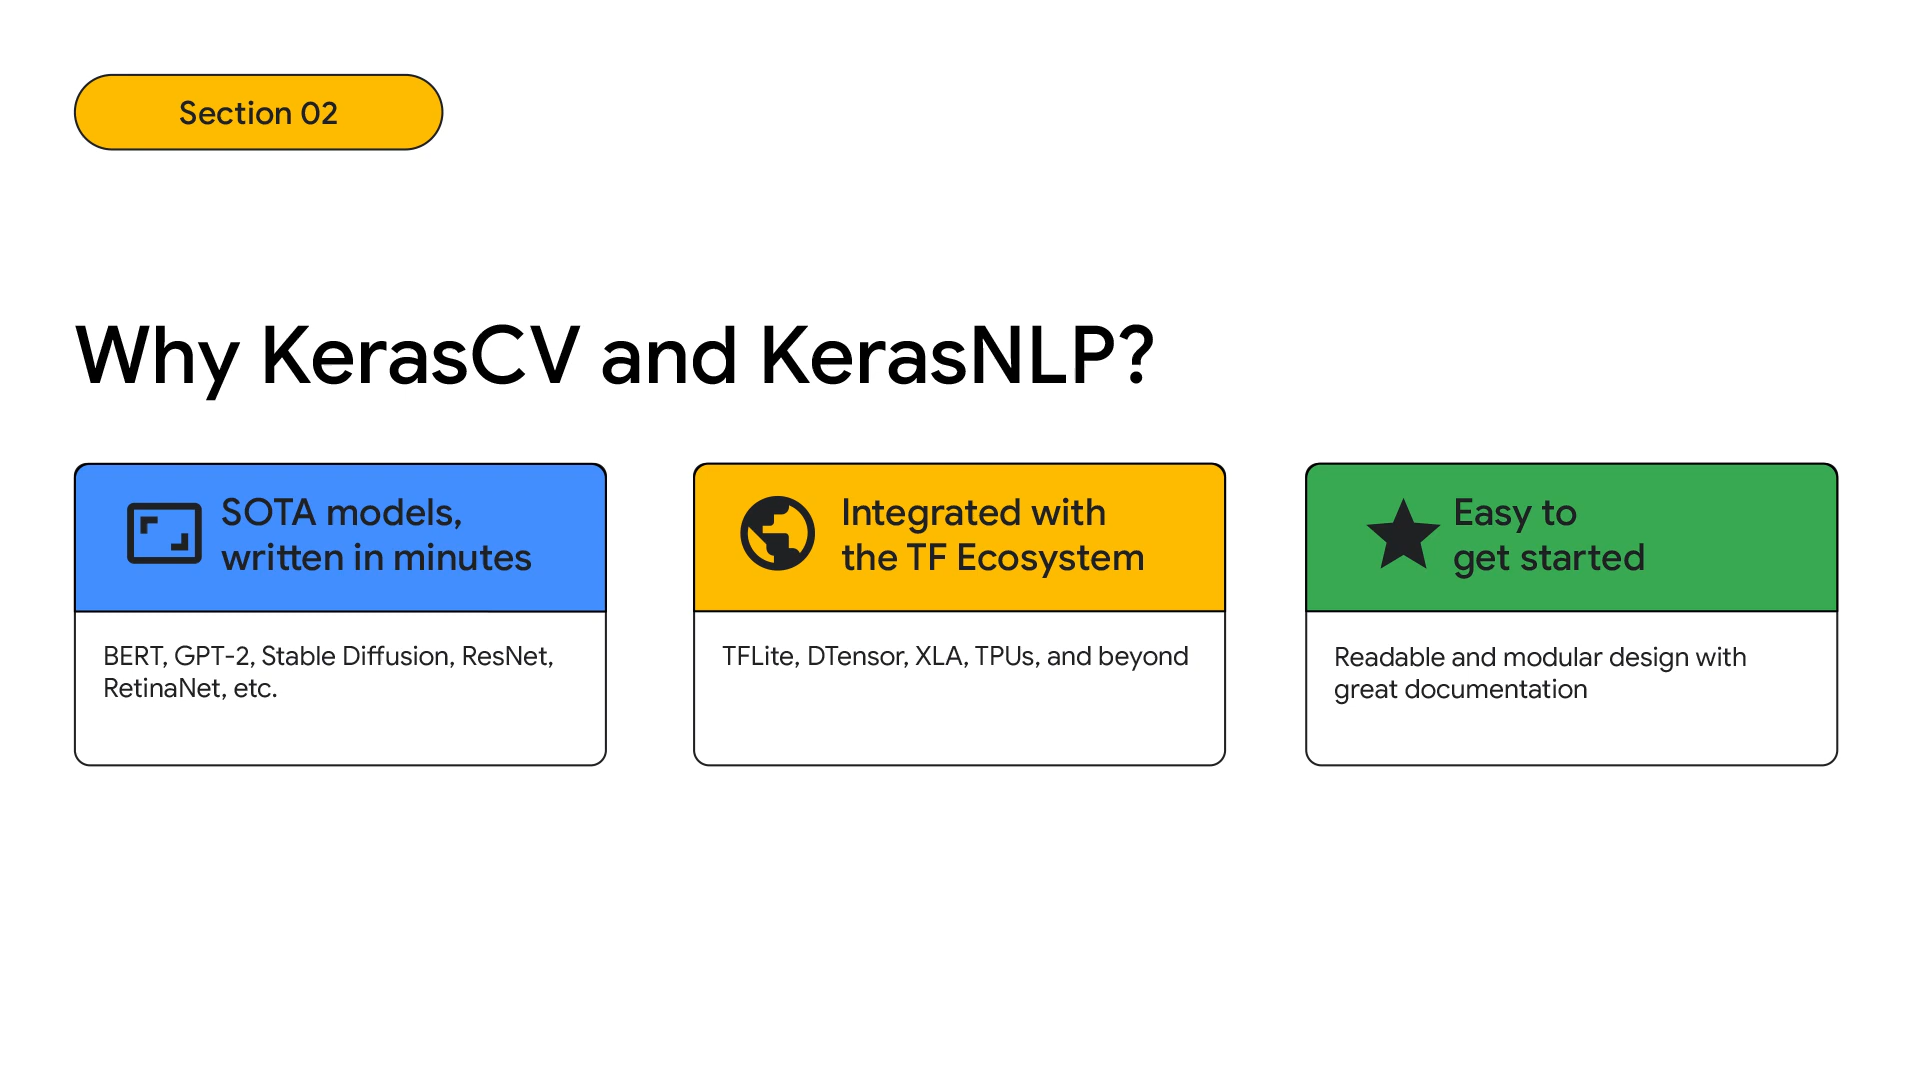 Section 02
Why KerasCV and KerasNLP?
SOTA models,
written in minutes
BERT, GPT-2, Stable Diffusion, ResNet,
RetinaNet, etc.
Integrated with
the TF Ecosystem
TFLite, DTensor, XLA, TPUs, and beyond
Easy to
get started
Readable and modular design with
great documentation